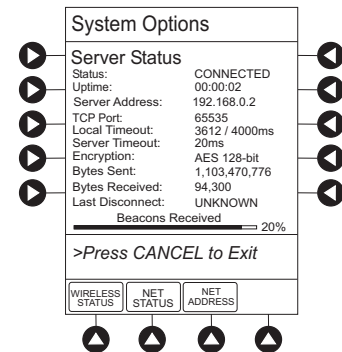 System Options
Server Status
Status: CONNECTED
Uptime: 00:00:02
Server Address: 192.168.0.2
TCP Port: 65535
Local Timeout: 3612 / 4000ms
Server Timeout: 20ms
Encryption: AES 128-bit
Bytes Sent: 1,103,470,776
Bytes Received: 94,300
Last Disconnect: UNKNOWN
Beacons Received
20%
>Press CANCEL to Exit
WIRELESS STATUS
NET STATUS
NET ADDRESS